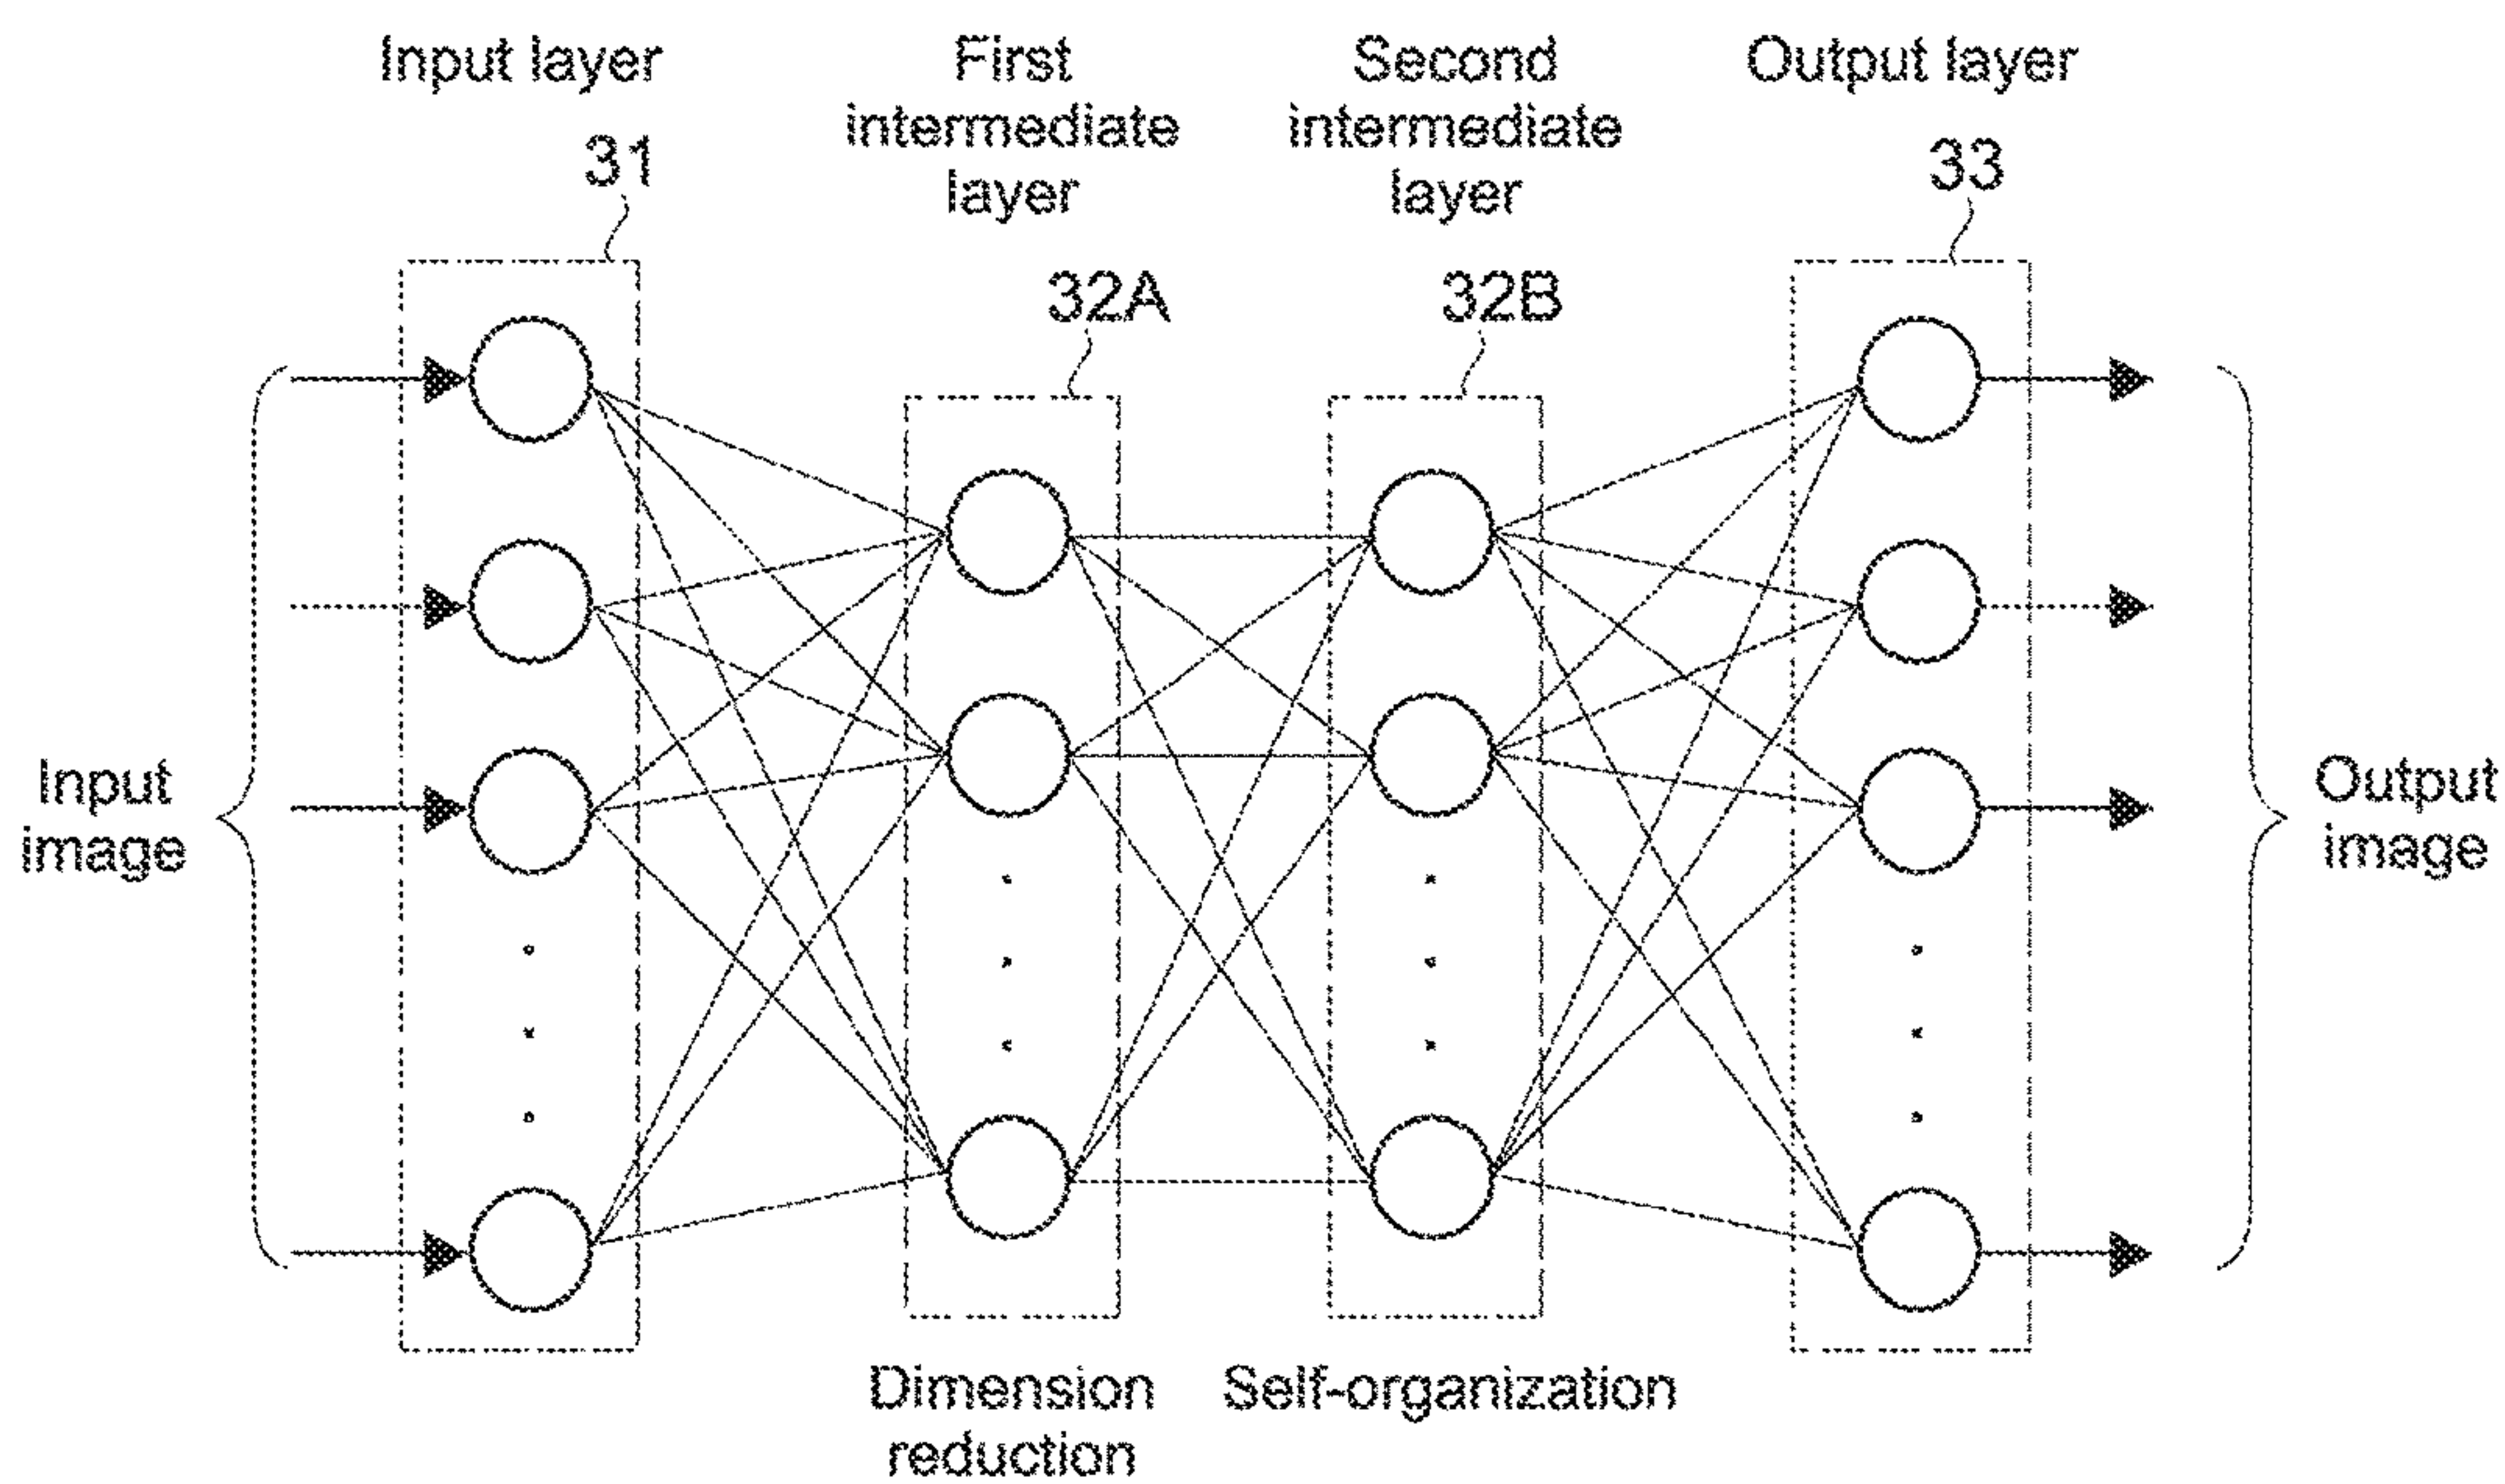 Input layer
31
First
intermediate
layer
32A
Second
intermediate
layer
32B
Output layer
33
Input
image
Output
image
Dimension
reduction
Self-organization